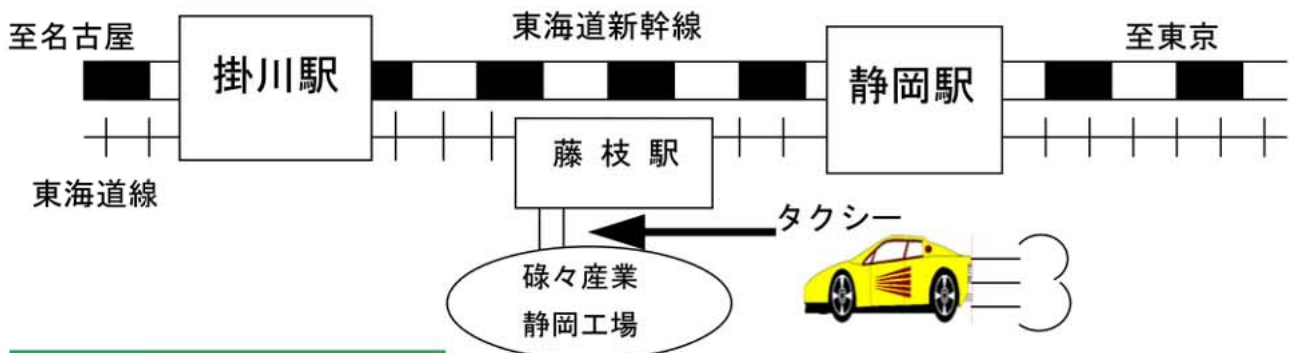 至名古屋
東海道新幹線
至東京
掛川駅
静岡駅
藤枝駅
東海道線
タクシー
碌々産業
静岡工場